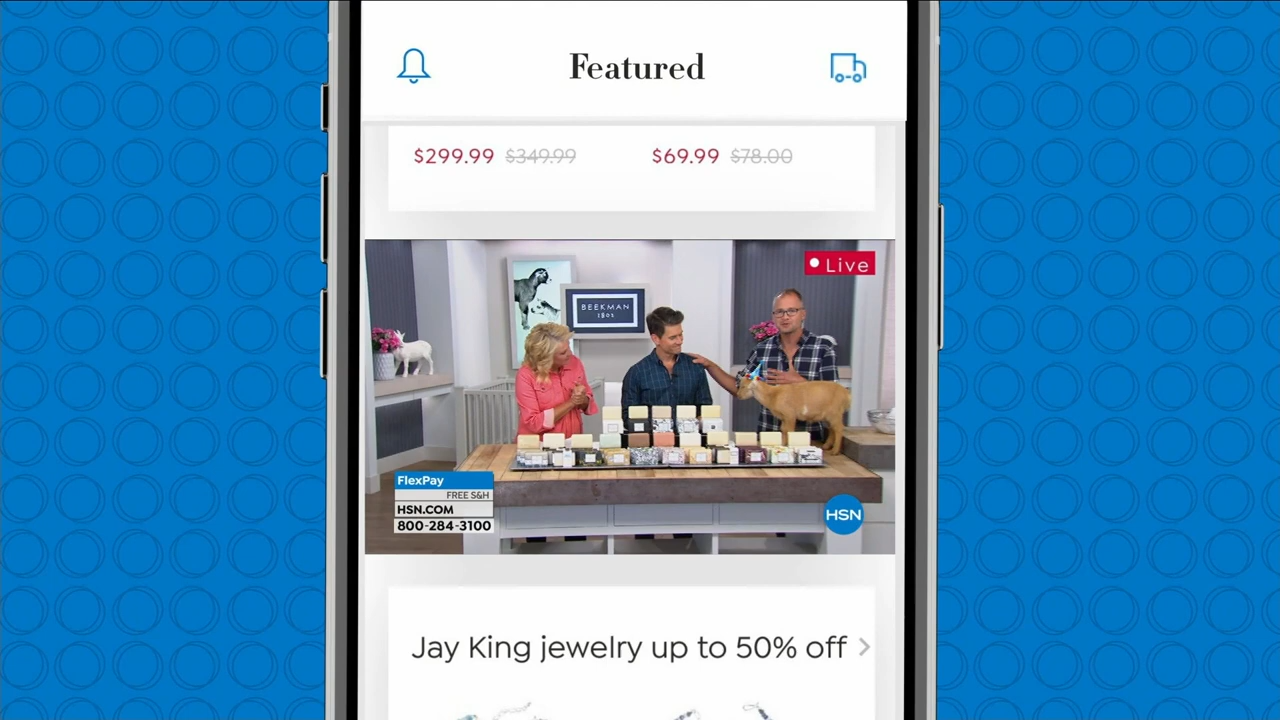 Featured
$299.99 $349.99 $69.99 $78.00
Live
BEEKMAN
1802
FlexPay
FREE S&H
HSN.COM
800-284-3100
HSN
Jay King jewelry up to 50% off